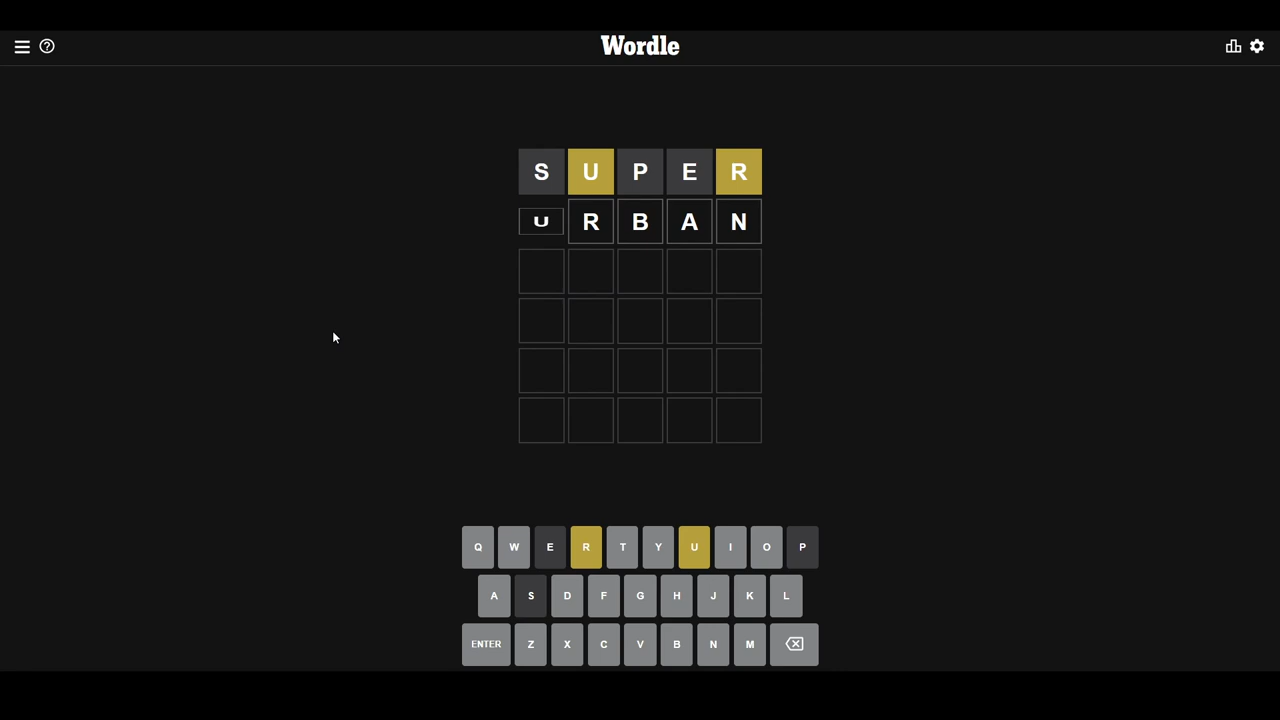 Wordle
S U P E R
U R B A N
Q W E R T Y U I O P
A S D F G H J K L
ENTER Z X C V B N M